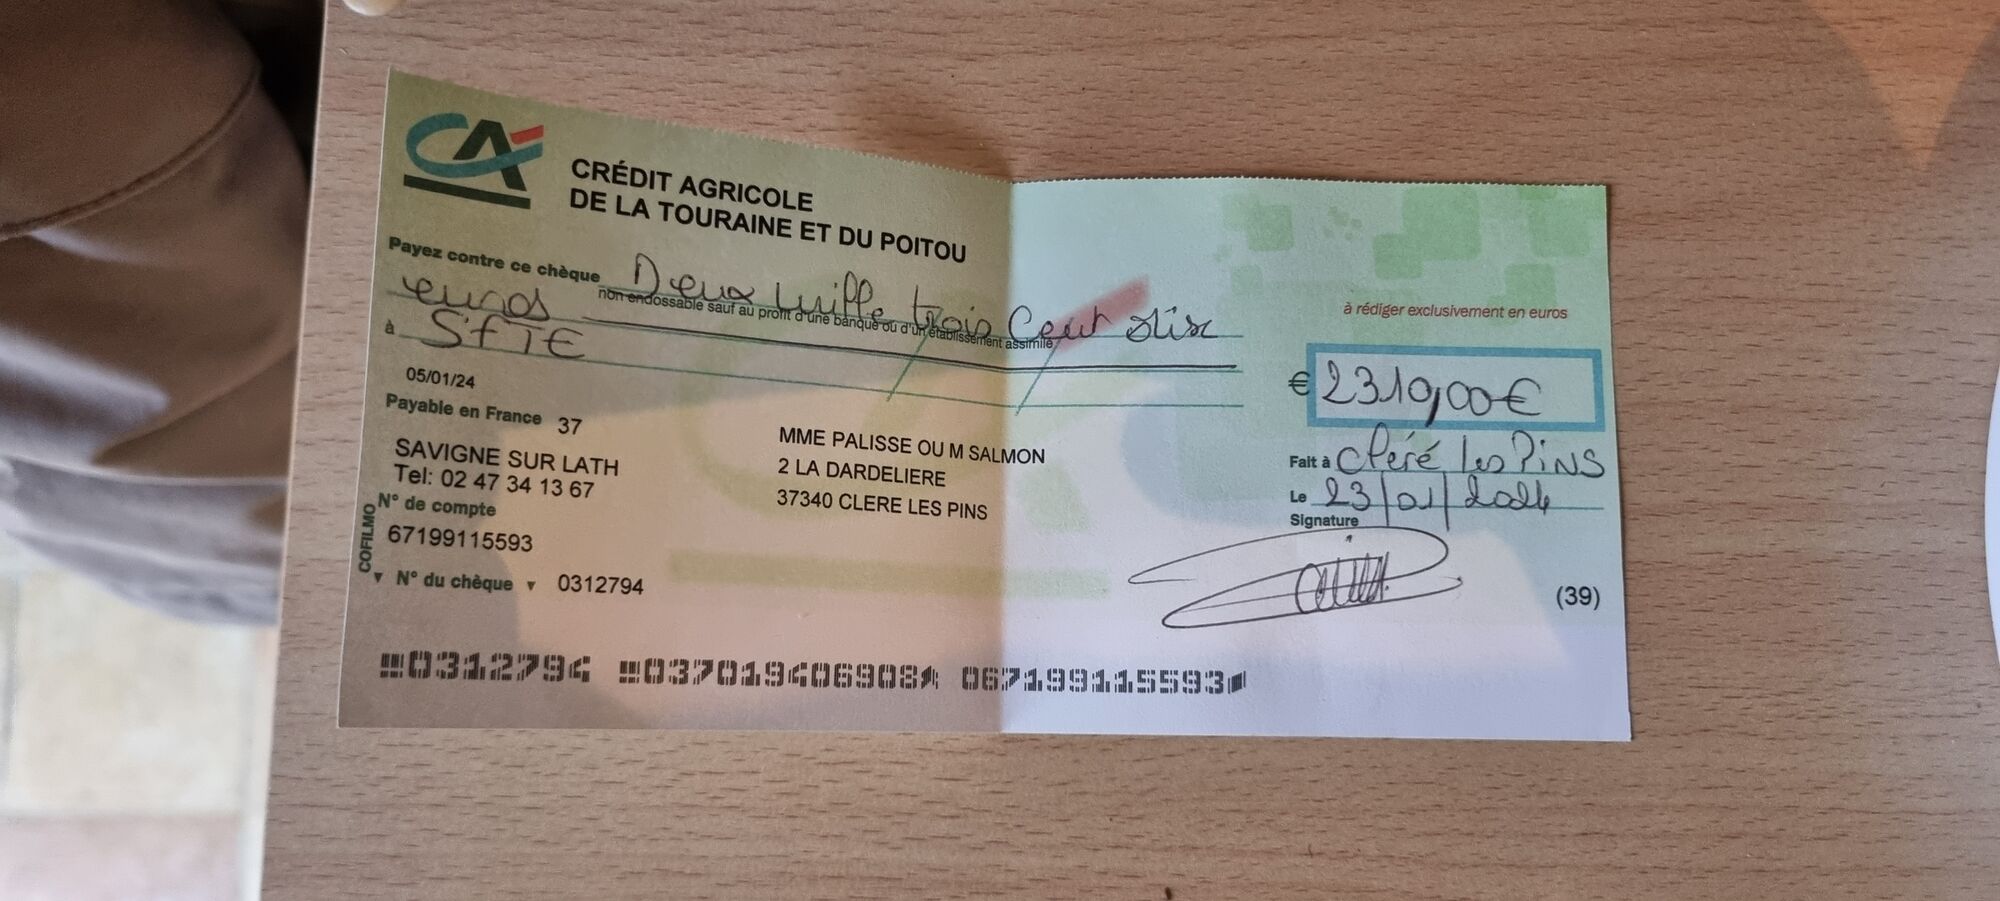 CA
CRÉDIT AGRICOLE
DE LA TOURAINE ET DU POITOU
Payez contre ce chèque Deux mille trois Cent dix
non endossable sauf au profit d'une banque ou d'un établissement assimilé
euros
à SFTE
à rédiger exclusivement en euros
€ 2310,00€
05/01/24
Payable en France 37
SAVIGNE SUR LATH
Tel: 02 47 34 13 67
N° de compte
67199115593
COFILMO
N° du chèque 0312794
MME PALISSE OU M SALMON
2 LA DARDELIERE
37340 CLERE LES PINS
Fait à Cléré les PiNS
Le 23/01/2024
Signature
(39)
0312794 037019406908 067199115593